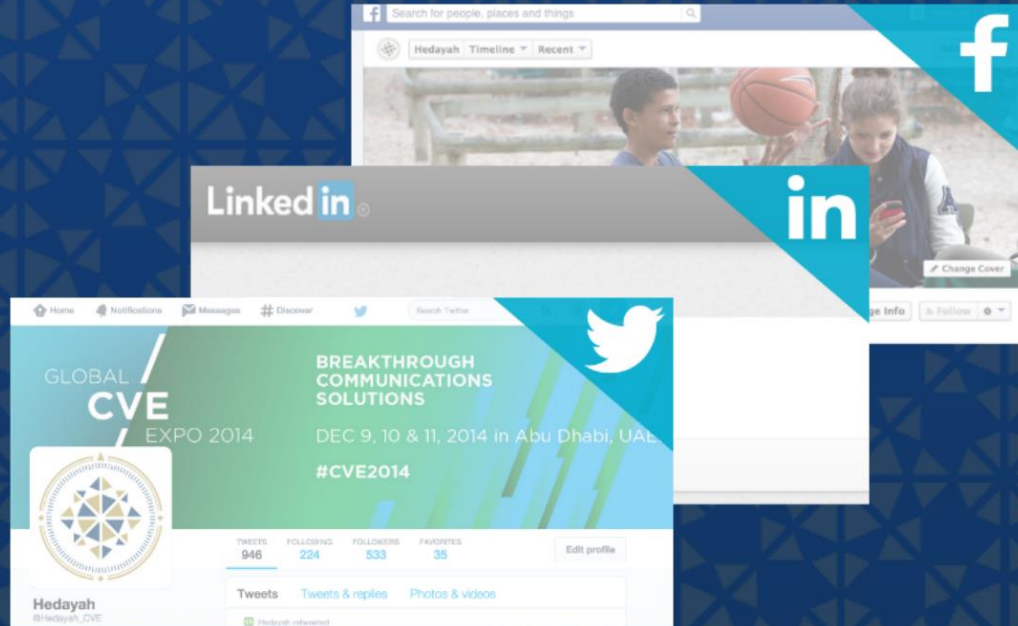 f Search for people, places and things
Hedayah Timeline Recent
f
Linked in
in
A
Change Cover
ge Info Follow
Home Notifications Messages # Discover Search Twitter
GLOBAL
CVE
EXPO 2014
BREAKTHROUGH
COMMUNICATIONS
SOLUTIONS
DEC 9, 10 & 11, 2014 in Abu Dhabi, UAE.
#CVE2014
TWEETS FOLLOWING FOLLOWERS FAVORITES
946 224 533 35
Edit profile
Tweets Tweets & replies Photos & videos
Hedayah
@Hedayah_CVE
Hedayah retweeted